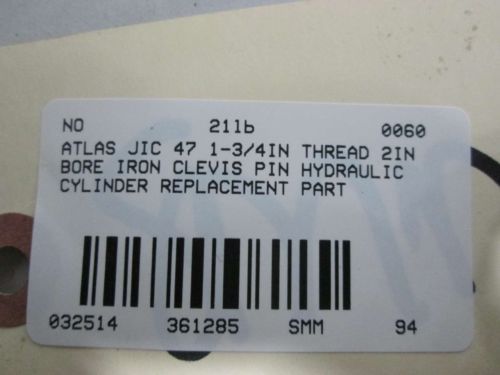 NO 211b 0060
ATLAS JIC 47 1-3/4IN THREAD 2IN
BORE IRON CLEVIS PIN HYDRAULIC
CYLINDER REPLACEMENT PART
032514 361285 SMM 94